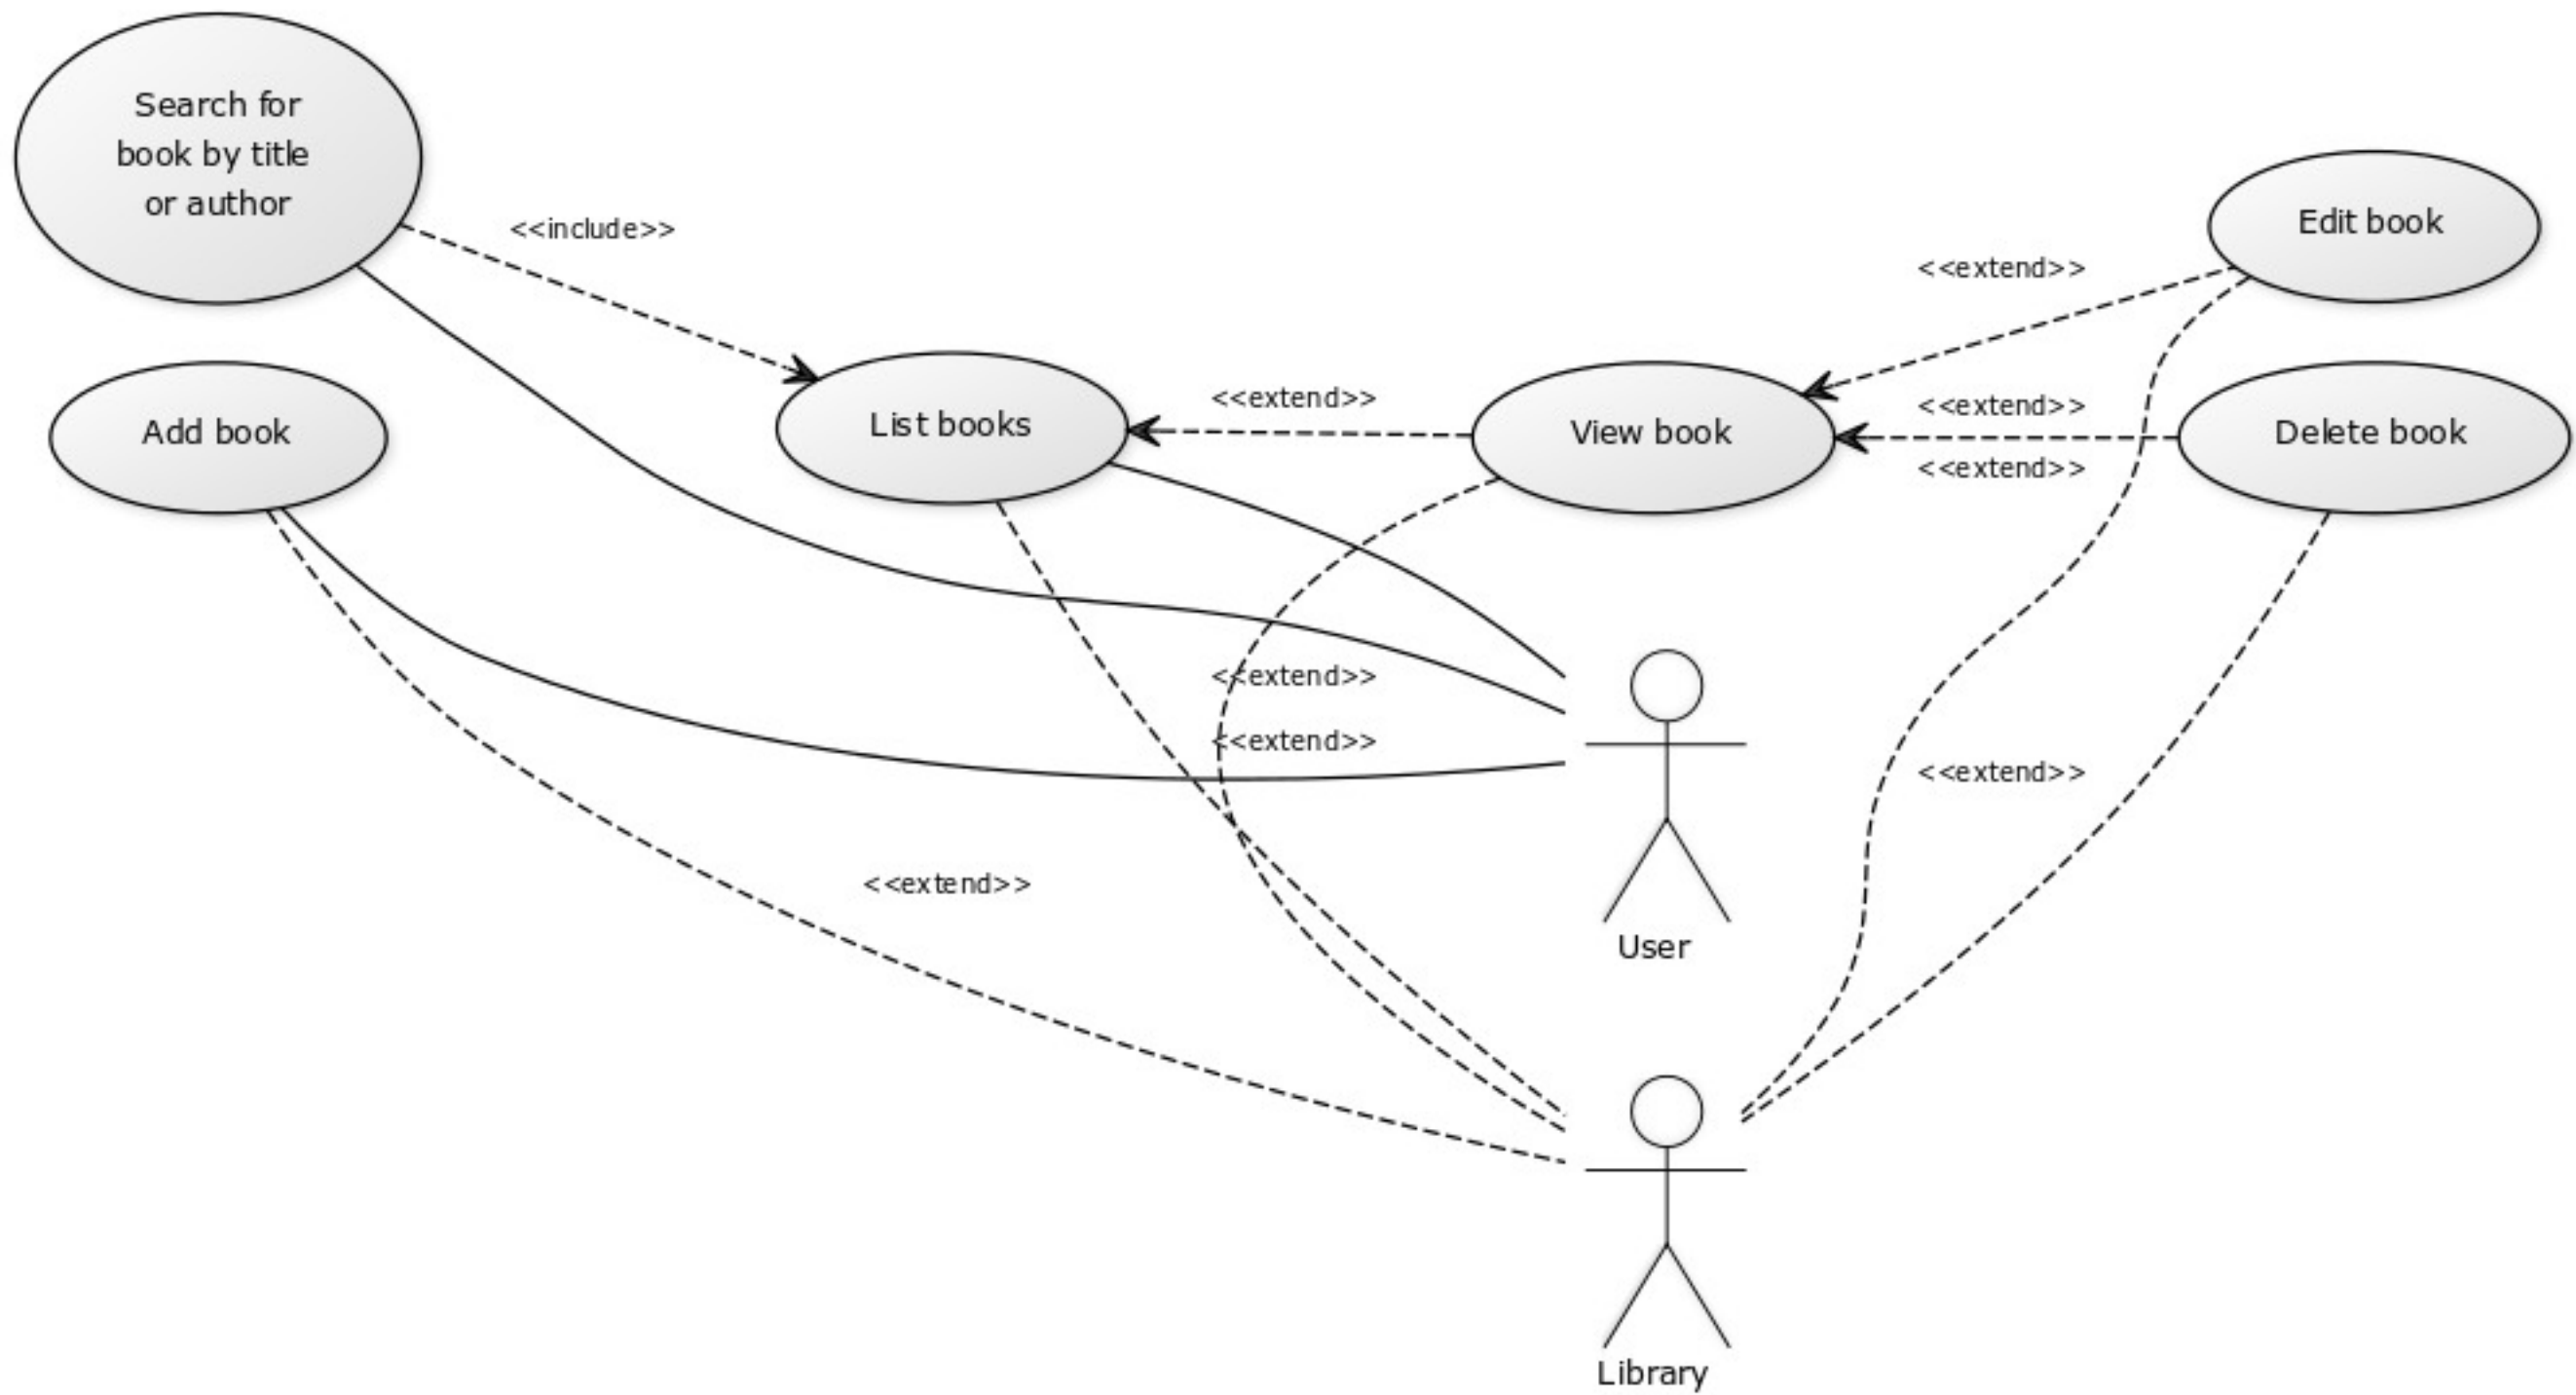 Search for
book by title
or author
<<include>>
Edit book
<<extend>>
Add book
List books
<<extend>>
View book
<<extend>>
<<extend>>
Delete book
<<extend>>
<<extend>>
<<extend>>
<<extend>>
User
Library